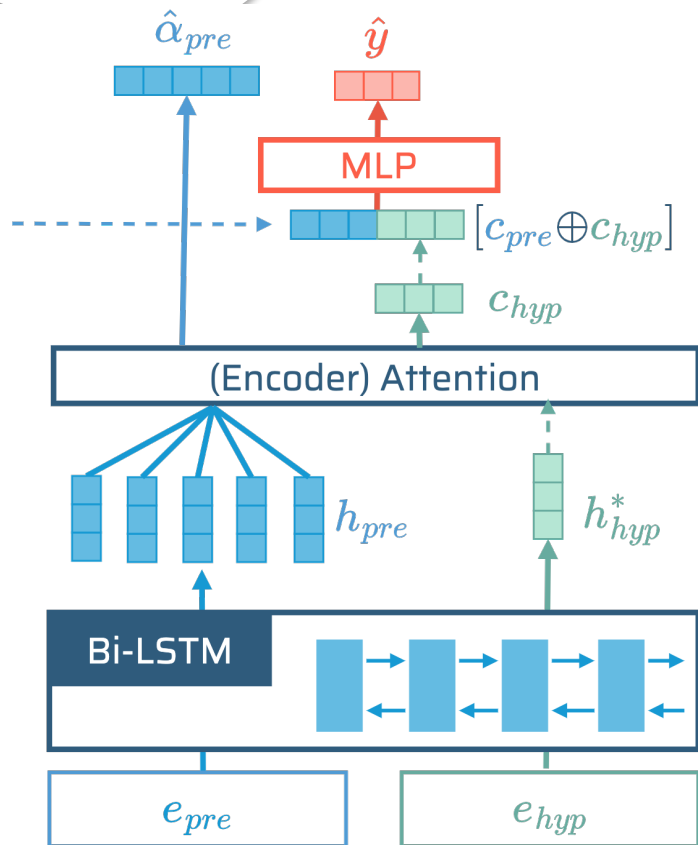 α̂_pre
ŷ
MLP
[c_pre ⊕ c_hyp]
c_hyp
(Encoder) Attention
h_pre
h*_hyp
Bi-LSTM
e_pre
e_hyp